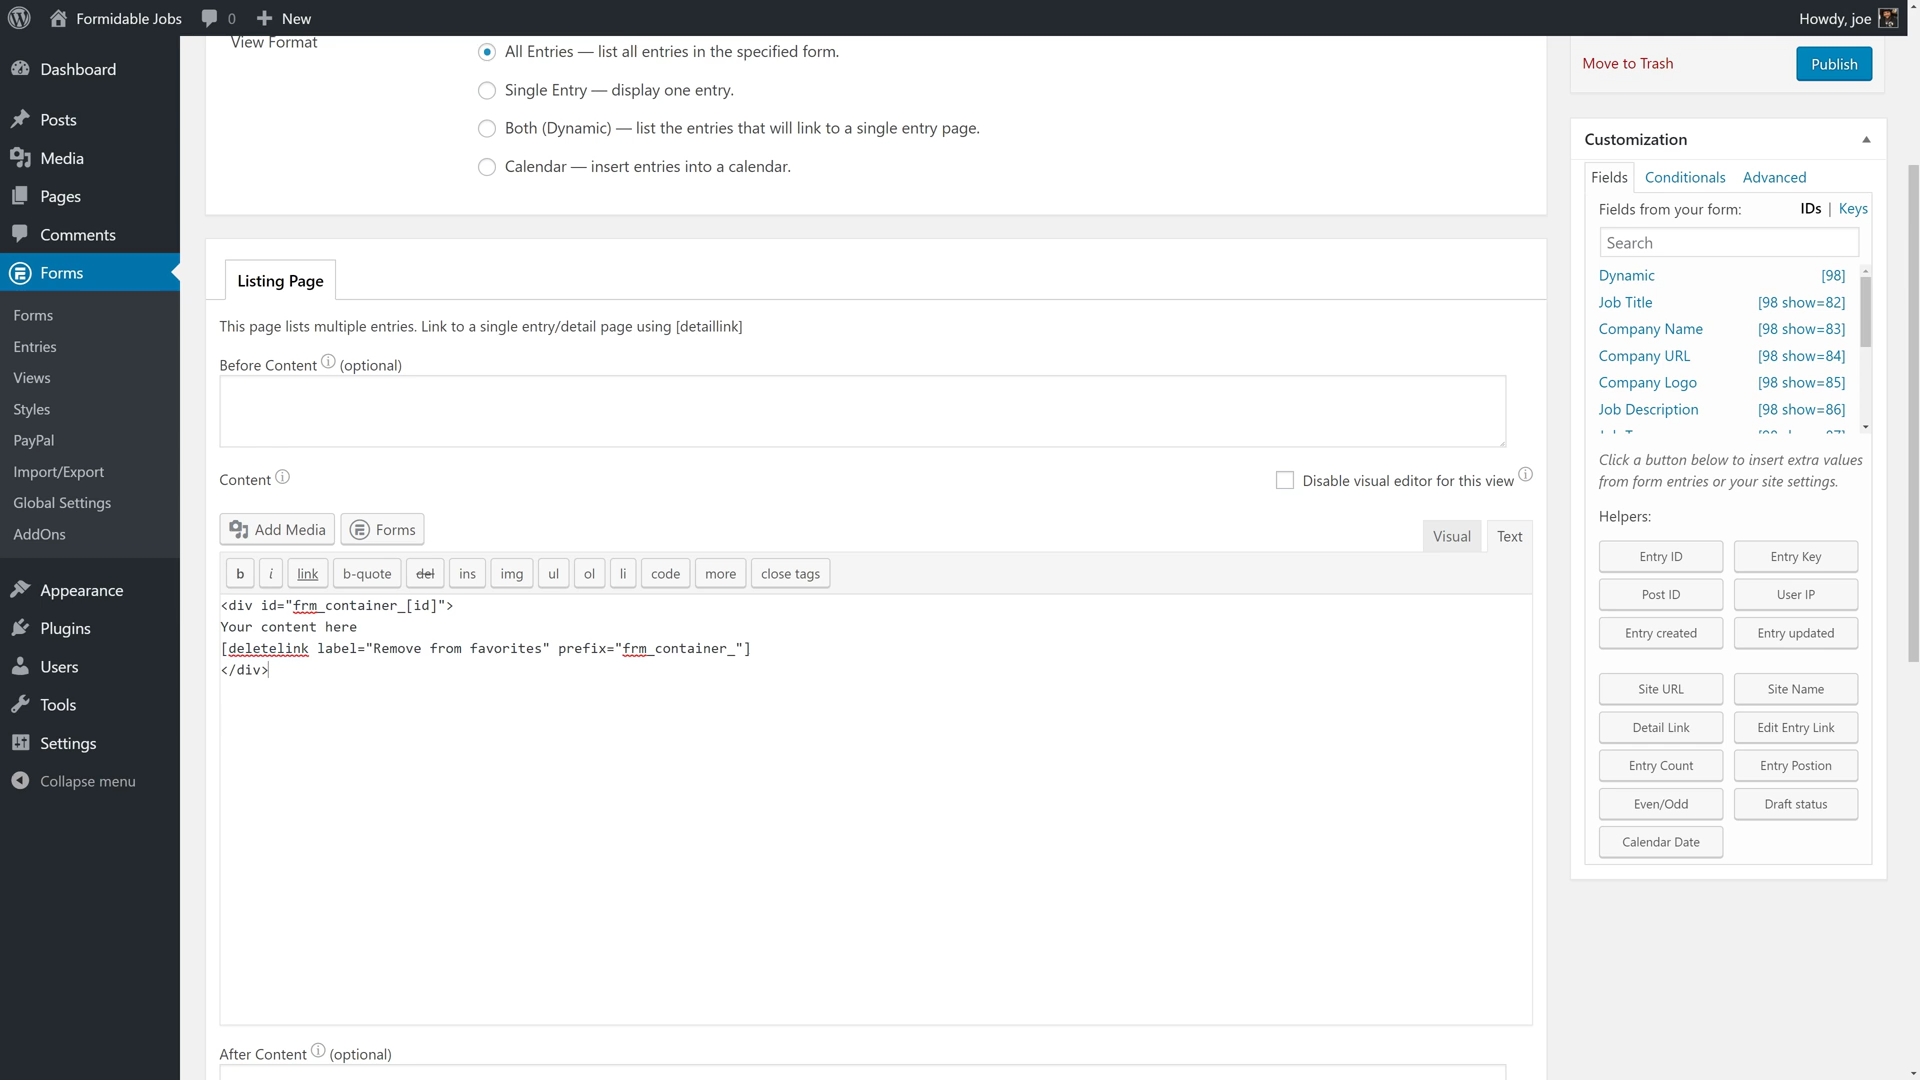 Formidable Jobs
0
New
Howdy, joe
Dashboard
Posts
Media
Pages
Comments
Forms
Forms
Entries
Views
Styles
PayPal
Import/Export
Global Settings
AddOns
Appearance
Plugins
Users
Tools
Settings
Collapse menu
View Format
All Entries — list all entries in the specified form.
Single Entry — display one entry.
Both (Dynamic) — list the entries that will link to a single entry page.
Calendar — insert entries into a calendar.
Listing Page
This page lists multiple entries. Link to a single entry/detail page using [detaillink]
Before Content (optional)
Content
Disable visual editor for this view
Add Media
Forms
Visual
Text
b
i
link
b-quote
del
ins
img
ul
ol
li
code
more
close tags
<div id="frm_container_[id]">
Your content here
[deletelink label="Remove from favorites" prefix="frm_container_"]
</div>
After Content (optional)
Move to Trash
Publish
Customization
Fields
Conditionals
Advanced
Fields from your form:
IDs | Keys
Search
Dynamic [98]
Job Title [98 show=82]
Company Name [98 show=83]
Company URL [98 show=84]
Company Logo [98 show=85]
Job Description [98 show=86]
Click a button below to insert extra values
from form entries or your site settings.
Helpers:
Entry ID
Entry Key
Post ID
User IP
Entry created
Entry updated
Site URL
Site Name
Detail Link
Edit Entry Link
Entry Count
Entry Postion
Even/Odd
Draft status
Calendar Date